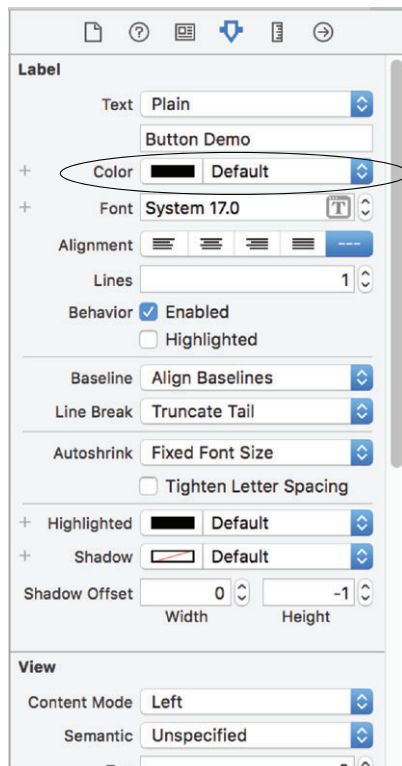 Label
Text Plain
Button Demo
+ Color Default
+ Font System 17.0 T
Alignment ---
Lines 1
Behavior Enabled
Highlighted
Baseline Align Baselines
Line Break Truncate Tail
Autoshrink Fixed Font Size
Tighten Letter Spacing
+ Highlighted Default
+ Shadow Default
Shadow Offset 0 -1
Width Height
View
Content Mode Left
Semantic Unspecified